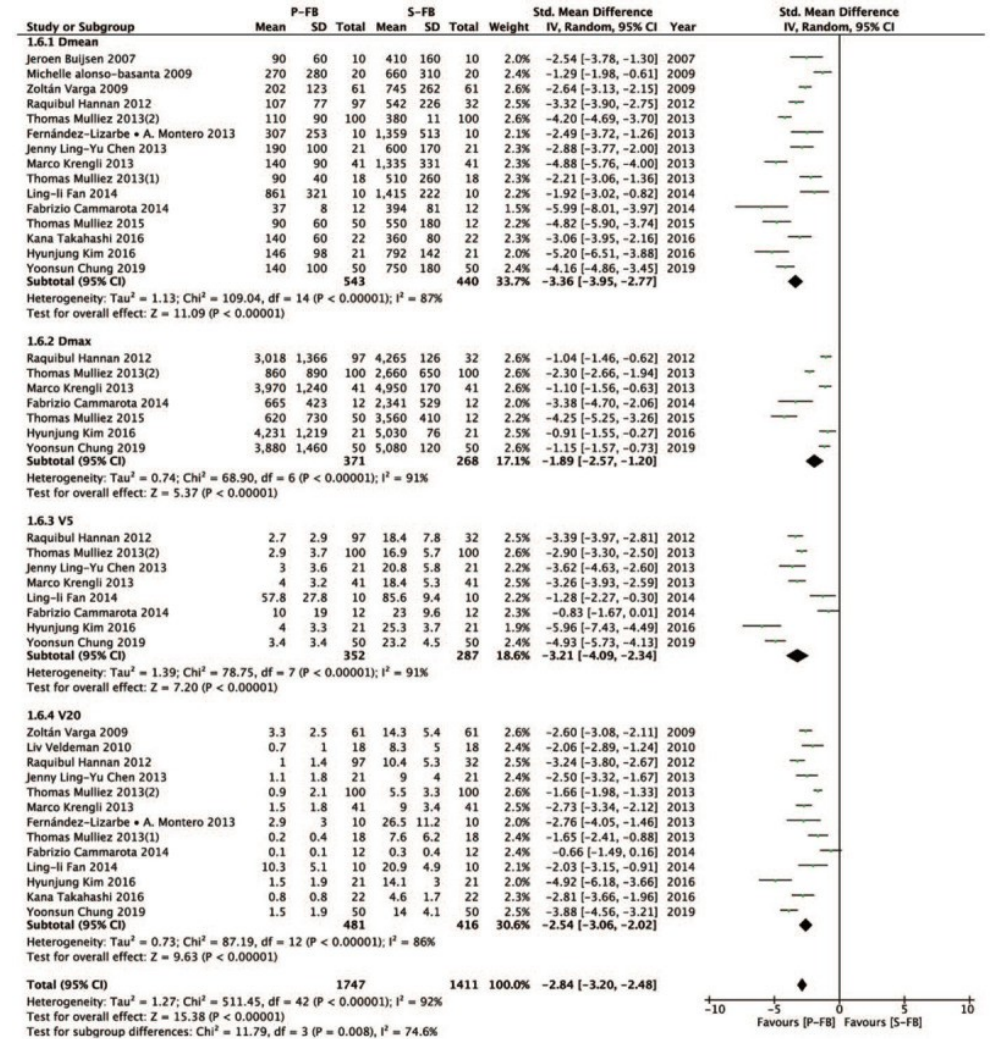 P-FB S-FB Std. Mean Difference Std. Mean Difference
Study or Subgroup Mean SD Total Mean SD Total Weight IV, Random, 95% CI Year IV, Random, 95% CI
1.6.1 Dmean
Jeroen Buijsen 2007 90 60 10 410 160 10 2.0% -2.54 [-3.78, -1.30] 2007
Michelle alonso-basanta 2009 270 280 20 660 310 20 2.5% -1.29 [-1.98, -0.61] 2009
Zoltán Varga 2009 202 123 61 745 262 61 2.5% -2.64 [-3.13, -2.15] 2009
Raquibul Hannan 2012 107 77 97 542 226 32 2.5% -3.32 [-3.90, -2.75] 2012
Thomas Mulliez 2013(2) 110 90 100 380 11 100 2.5% -4.20 [-4.69, -3.70] 2013
Fernández-Lizarbe • A. Montero 2013 307 253 10 1,359 513 10 2.1% -2.49 [-3.72, -1.26] 2013
Jenny Ling-Yu Chen 2013 190 100 21 600 170 21 2.3% -2.88 [-3.77, -2.00] 2013
Marco Krengli 2013 140 90 41 1,335 331 41 2.3% -4.88 [-5.76, -4.00] 2013
Thomas Mulliez 2013(1) 90 40 18 510 260 18 2.4% -2.21 [-3.06, -1.36] 2013
Ling-li Fan 2014 861 321 10 1,415 222 10 2.2% -1.92 [-3.02, -0.82] 2014
Fabrizio Cammarota 2014 37 8 12 394 81 12 1.5% -5.99 [-8.01, -3.97] 2014
Thomas Mulliez 2015 90 60 50 550 180 12 2.2% -4.82 [-5.90, -3.74] 2015
Kana Takahashi 2016 140 60 22 360 80 22 2.3% -3.06 [-3.95, -2.16] 2016
Hyunjung Kim 2016 146 98 21 792 142 21 2.0% -5.20 [-6.51, -3.88] 2016
Yoonsun Chung 2019 140 100 50 750 180 50 2.4% -4.16 [-4.86, -3.45] 2019
Subtotal (95% CI) 543 440 33.7% -3.36 [-3.95, -2.77]
Heterogeneity: Tau² = 1.13; Chi² = 109.04, df = 14 (P < 0.00001); I² = 87%
Test for overall effect: Z = 11.09 (P < 0.00001)
1.6.2 Dmax
Raquibul Hannan 2012 3,018 1,366 97 4,265 126 32 2.6% -1.04 [-1.46, -0.62] 2012
Thomas Mulliez 2013(2) 860 890 100 2,660 650 100 2.6% -2.30 [-2.66, -1.94] 2013
Marco Krengli 2013 3,970 1,240 41 4,950 170 41 2.6% -1.10 [-1.56, -0.63] 2013
Fabrizio Cammarota 2014 665 423 12 2,341 529 12 2.0% -3.38 [-4.70, -2.06] 2014
Thomas Mulliez 2015 620 730 50 3,560 410 12 2.2% -4.25 [-5.25, -3.26] 2015
Hyunjung Kim 2016 4,231 1,219 21 5,030 76 21 2.5% -0.91 [-1.55, -0.27] 2016
Yoonsun Chung 2019 3,880 1,460 50 5,080 120 50 2.6% -1.15 [-1.57, -0.73] 2019
Subtotal (95% CI) 371 268 17.1% -1.89 [-2.57, -1.20]
Heterogeneity: Tau² = 0.74; Chi² = 68.90, df = 6 (P < 0.00001); I² = 91%
Test for overall effect: Z = 5.37 (P < 0.00001)
1.6.3 V5
Raquibul Hannan 2012 2.7 2.9 97 18.4 7.8 32 2.5% -3.39 [-3.97, -2.81] 2012
Thomas Mulliez 2013(2) 2.9 3.7 100 16.9 5.7 100 2.6% -2.90 [-3.30, -2.50] 2013
Jenny Ling-Yu Chen 2013 3 3.6 21 20.8 5.8 21 2.2% -3.62 [-4.63, -2.60] 2013
Marco Krengli 2013 4 3.2 41 18.4 5.3 41 2.5% -3.26 [-3.93, -2.59] 2013
Ling-li Fan 2014 57.8 27.8 10 85.6 9.4 10 2.3% -1.28 [-2.27, -0.30] 2014
Fabrizio Cammarota 2014 10 19 12 23 9.6 12 2.3% -0.83 [-1.67, 0.01] 2014
Hyunjung Kim 2016 4 3.3 21 25.3 3.7 21 1.9% -5.96 [-7.43, -4.49] 2016
Yoonsun Chung 2019 3.4 3.4 50 23.2 4.5 50 2.4% -4.93 [-5.73, -4.13] 2019
Subtotal (95% CI) 352 287 18.6% -3.21 [-4.09, -2.34]
Heterogeneity: Tau² = 1.39; Chi² = 78.75, df = 7 (P < 0.00001); I² = 91%
Test for overall effect: Z = 7.20 (P < 0.00001)
1.6.4 V20
Zoltán Varga 2009 3.3 2.5 61 14.3 5.4 61 2.6% -2.60 [-3.08, -2.11] 2009
Liv Veldeman 2010 0.7 1 18 8.3 5 18 2.4% -2.06 [-2.89, -1.24] 2010
Raquibul Hannan 2012 1 1.4 97 10.4 5.3 32 2.5% -3.24 [-3.80, -2.67] 2012
Jenny Ling-Yu Chen 2013 1.1 1.8 21 9 4 21 2.4% -2.50 [-3.32, -1.67] 2013
Thomas Mulliez 2013(2) 0.9 2.1 100 5.5 3.3 100 2.6% -1.66 [-1.98, -1.33] 2013
Marco Krengli 2013 1.5 1.8 41 9 3.4 41 2.5% -2.73 [-3.34, -2.12] 2013
Fernández-Lizarbe • A. Montero 2013 2.9 3 10 26.5 11.2 10 2.0% -2.76 [-4.05, -1.46] 2013
Thomas Mulliez 2013(1) 0.2 0.4 18 7.6 6.2 18 2.4% -1.65 [-2.41, -0.88] 2013
Fabrizio Cammarota 2014 0.1 0.1 12 0.3 0.4 12 2.4% -0.66 [-1.49, 0.16] 2014
Ling-li Fan 2014 10.3 5.1 10 20.9 4.9 10 2.1% -2.03 [-3.15, -0.91] 2014
Hyunjung Kim 2016 1.5 1.9 21 14.1 3 21 2.1% -4.92 [-6.18, -3.66] 2016
Kana Takahashi 2016 0.8 0.8 22 4.6 1.7 22 2.4% -2.81 [-3.66, -1.96] 2016
Yoonsun Chung 2019 1.5 1.9 50 14 4.1 50 2.5% -3.88 [-4.56, -3.21] 2019
Subtotal (95% CI) 481 416 30.6% -2.54 [-3.06, -2.02]
Heterogeneity: Tau² = 0.73; Chi² = 87.19, df = 12 (P < 0.00001); I² = 86%
Test for overall effect: Z = 9.63 (P < 0.00001)
Total (95% CI) 1747 1411 100.0% -2.84 [-3.20, -2.48]
Heterogeneity: Tau² = 1.27; Chi² = 511.45, df = 42 (P < 0.00001); I² = 92%
Test for overall effect: Z = 15.38 (P < 0.00001)
Test for subgroup differences: Chi² = 11.79, df = 3 (P = 0.008), I² = 74.6%
-10 -5 0 5 10
Favours [P-FB] Favours [S-FB]